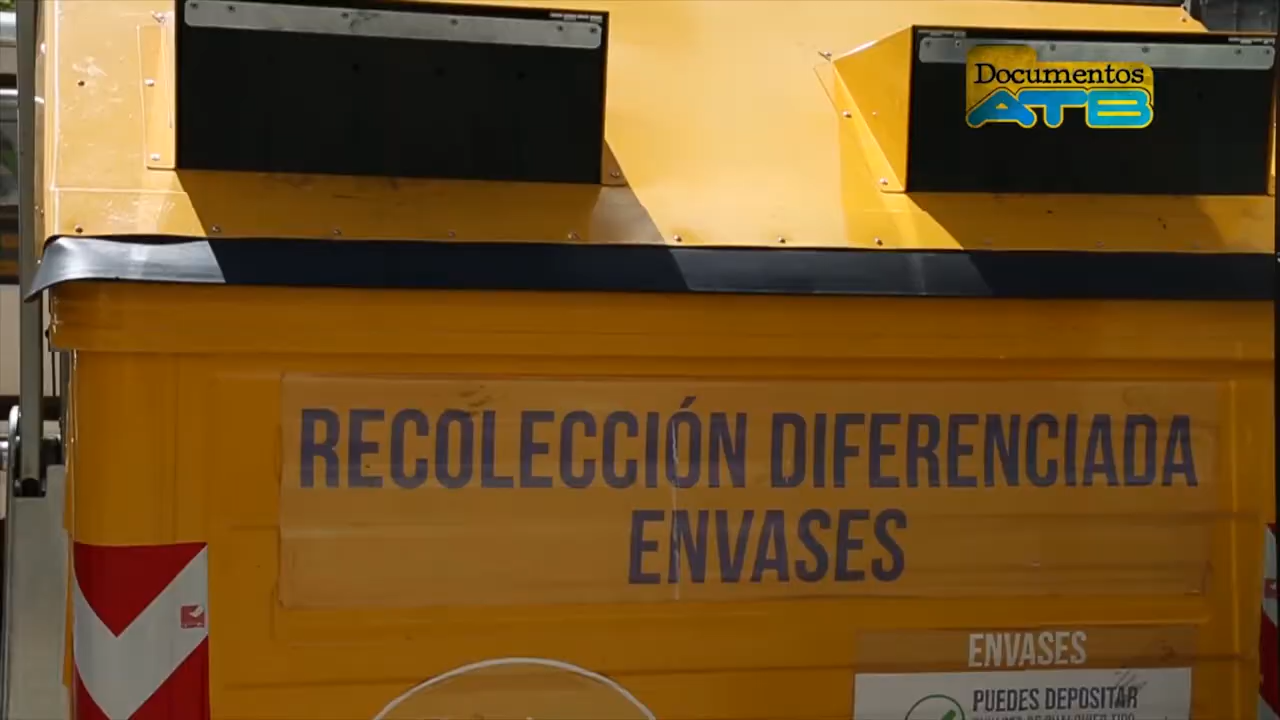 Documentos
ATB
RECOLECCIÓN DIFERENCIADA
ENVASES
ENVASES
PUEDES DEPOSITAR